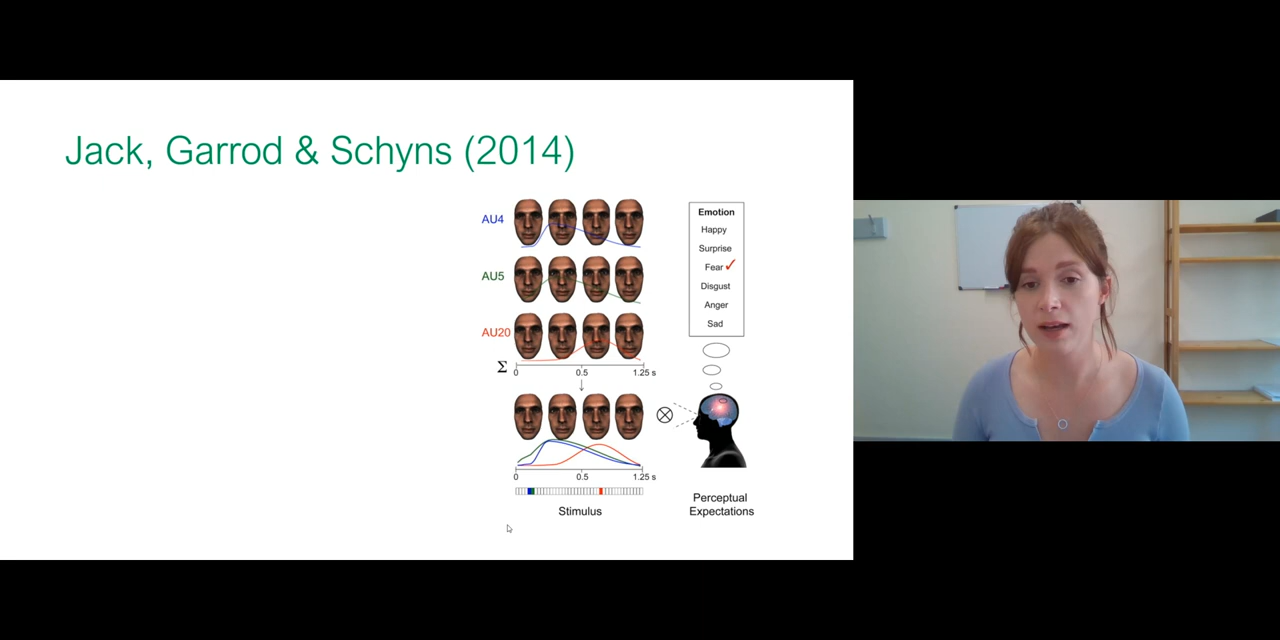 Jack, Garrod & Schyns (2014)
AU4
AU5
AU20
Σ
0 0.5 1.25 s
0 0.5 1.25 s
Stimulus
Emotion
Happy
Surprise
Fear ✓
Disgust
Anger
Sad
Perceptual
Expectations